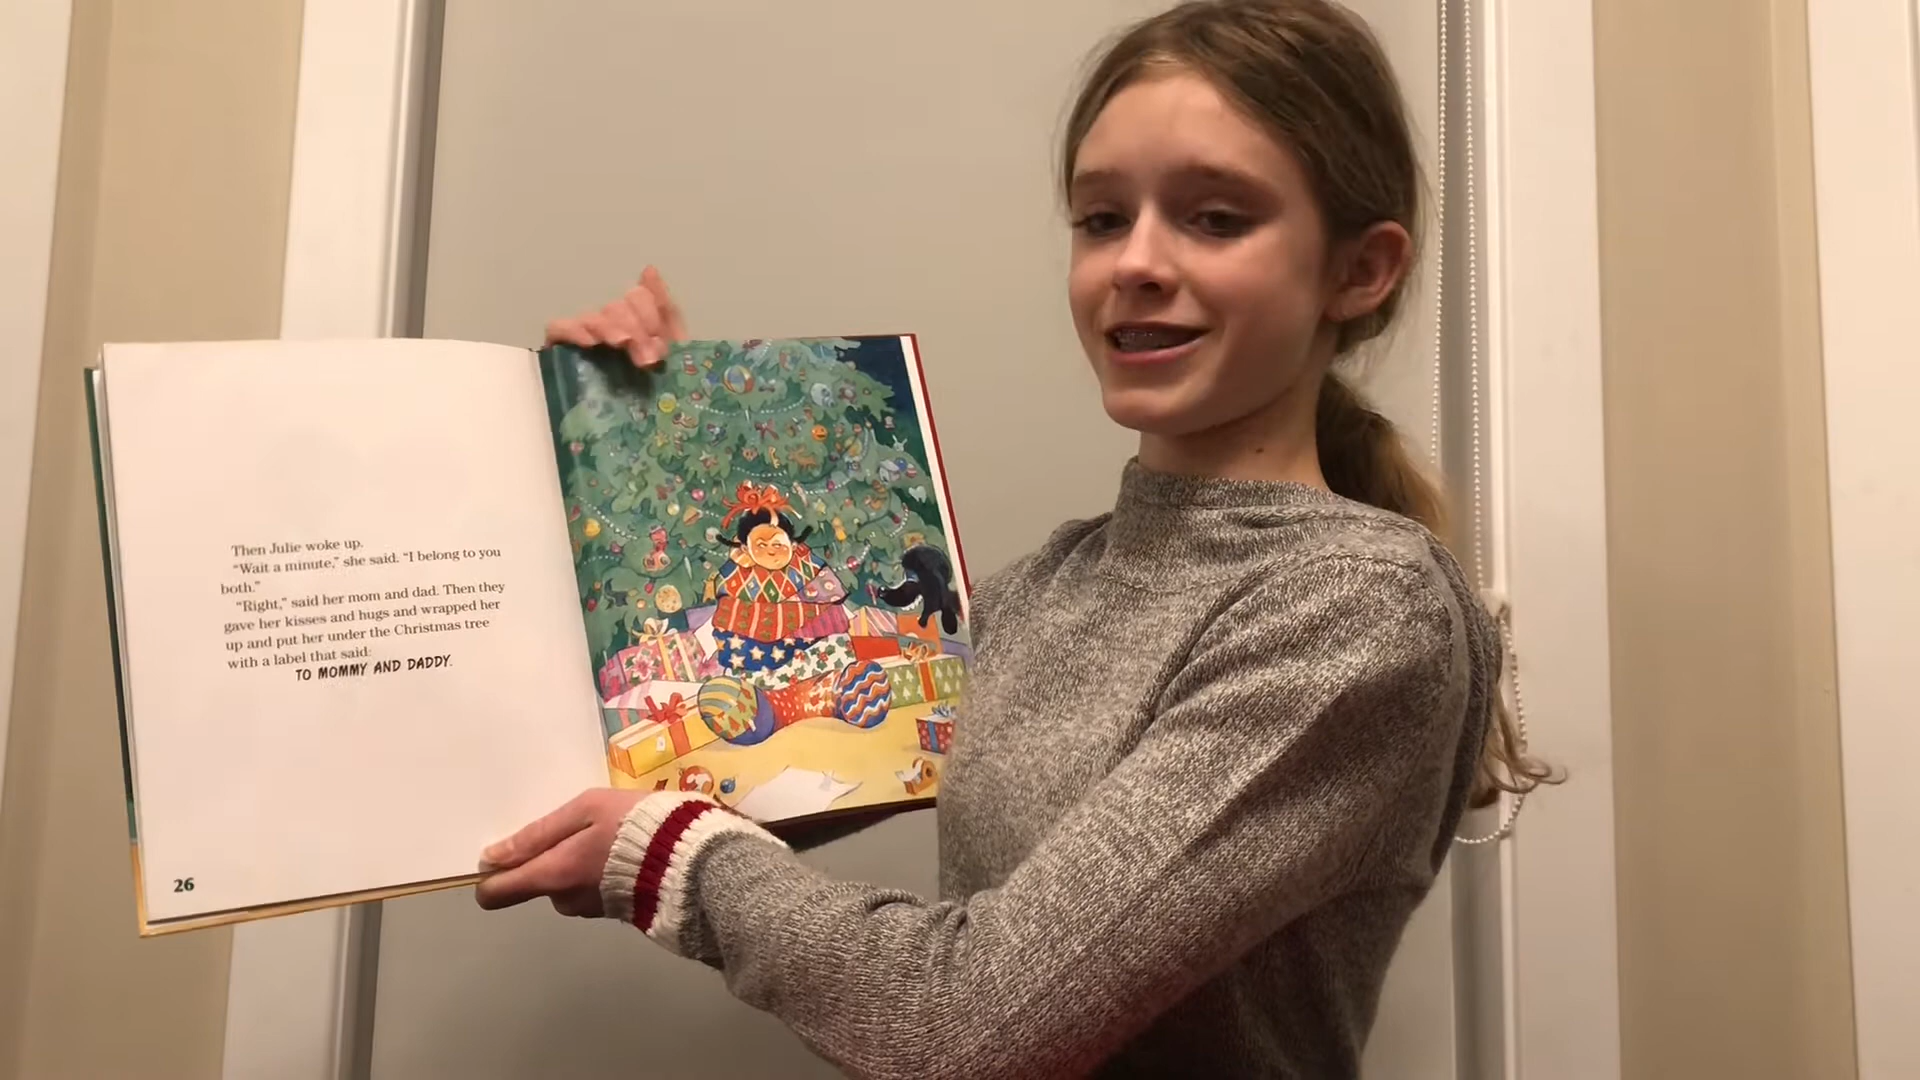 Then Julie woke up.
"Wait a minute," she said. "I belong to you
both."
"Right," said her mom and dad. Then they
gave her kisses and hugs and wrapped her
up and put her under the Christmas tree
with a label that said:
TO MOMMY AND DADDY.
26